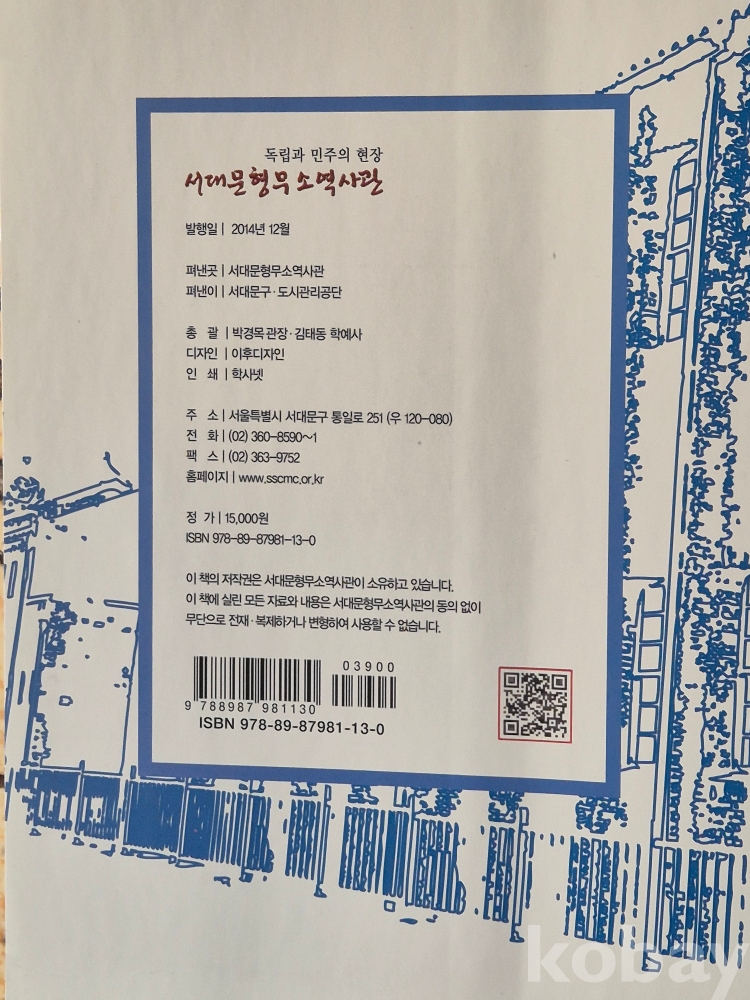 독립과 민주의 현장
서대문형무소역사관
발행일 | 2014년 12월
펴낸곳 | 서대문형무소역사관
펴낸이 | 서대문구·도시관리공단
총 괄 | 박경목 관장·김태동 학예사
디자인 | 이후디자인
인 쇄 | 학사넷
주 소 | 서울특별시 서대문구 통일로 251 (우 120-080)
전 화 | (02) 360-8590~1
팩 스 | (02) 363-9752
홈페이지 | www.sscmc.or.kr
정 가 | 15,000원
ISBN 978-89-87981-13-0
이 책의 저작권은 서대문형무소역사관이 소유하고 있습니다.
이 책에 실린 모든 자료와 내용은 서대문형무소역사관의 동의 없이
무단으로 전재·복제하거나 변형하여 사용할 수 없습니다.
03900
9 788987 981130
ISBN 978-89-87981-13-0
kobay